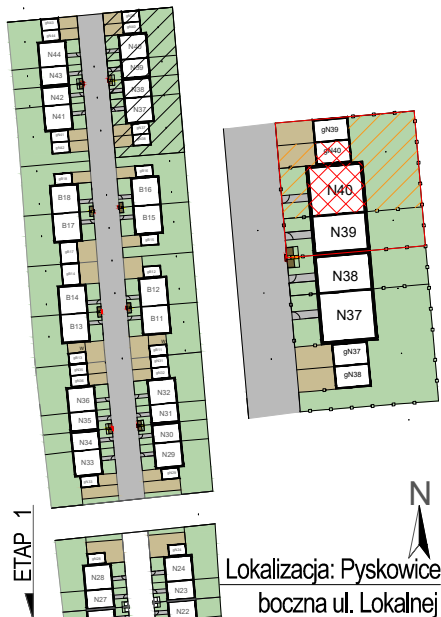 N44
N43
N42
N41
N40
N39
N38
N37
B18
B17
B16
B15
B14
B13
B12
B11
N36
N35
N34
N33
N32
N31
N30
N29
N28
N27
N24
N23
N22
gN39
gN40
N40
N39
N38
N37
gN37
gN38
N
ETAP 1
Lokalizacja: Pyskowice
boczna ul. Lokalnej